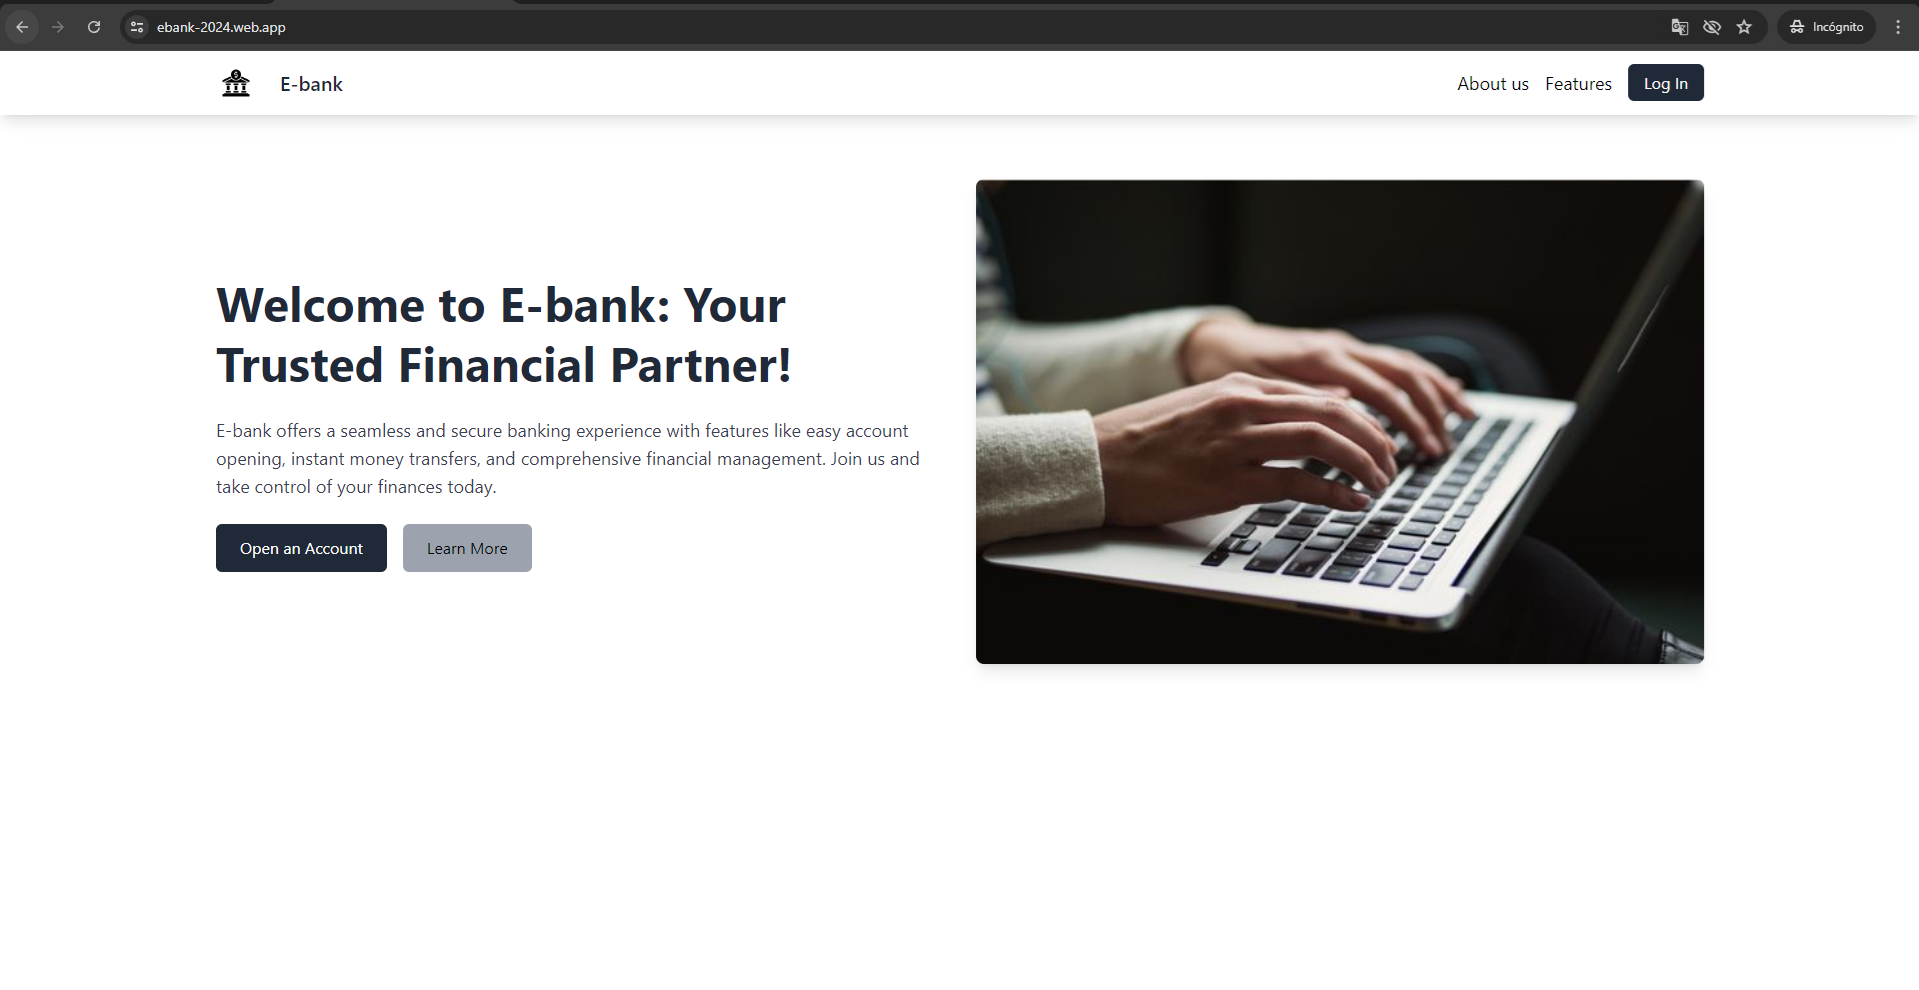 ebank-2024.web.app
Incógnito
E-bank
About us
Features
Log In
Welcome to E-bank: Your
Trusted Financial Partner!
E-bank offers a seamless and secure banking experience with features like easy account
opening, instant money transfers, and comprehensive financial management. Join us and
take control of your finances today.
Open an Account
Learn More